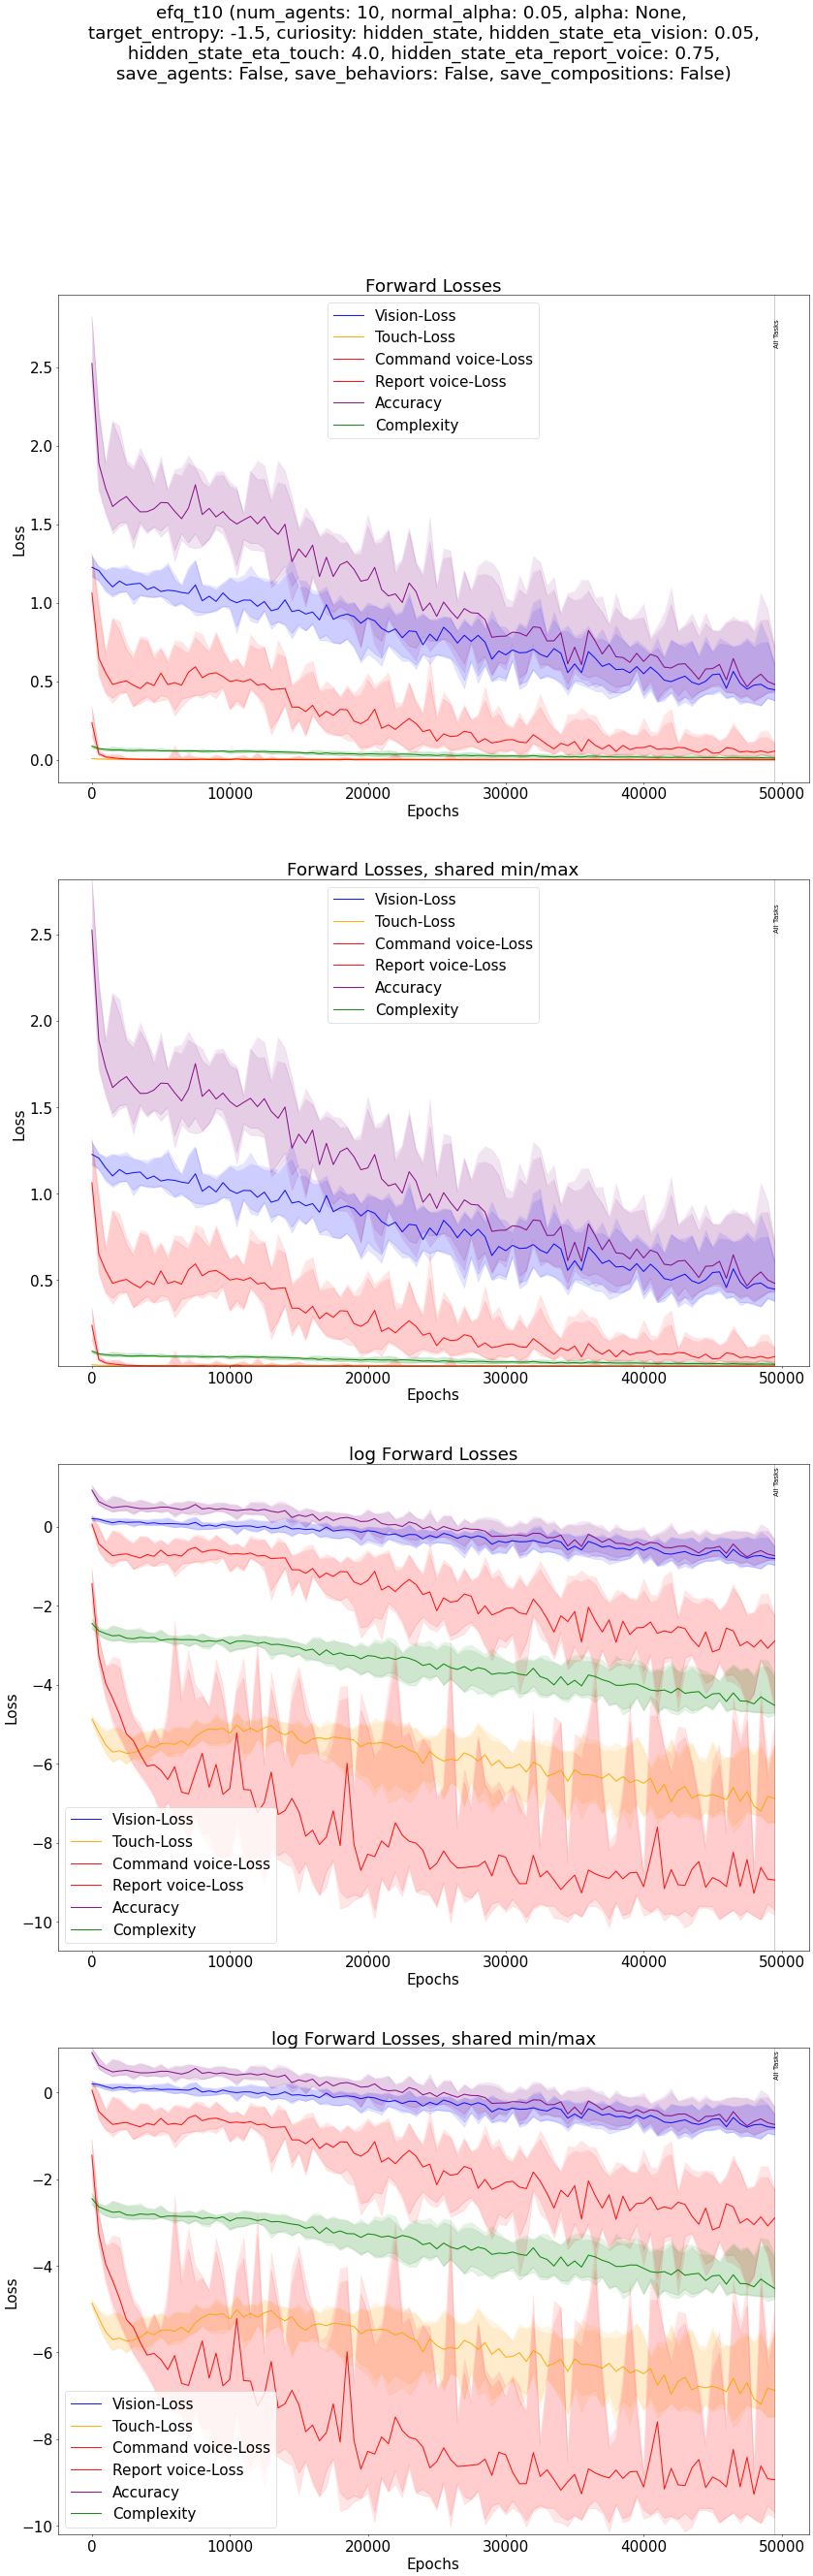 efq_t10 (num_agents: 10, normal_alpha: 0.05, alpha: None,
target_entropy: -1.5, curiosity: hidden_state, hidden_state_eta_vision: 0.05,
hidden_state_eta_touch: 4.0, hidden_state_eta_report_voice: 0.75,
save_agents: False, save_behaviors: False, save_compositions: False)
Forward Losses
Vision-Loss
Touch-Loss
Command voice-Loss
Report voice-Loss
Accuracy
Complexity
All Tasks
2.5
2.0
1.5
1.0
0.5
0.0
Loss
0 10000 20000 30000 40000 50000
Epochs
Forward Losses, shared min/max
Vision-Loss
Touch-Loss
Command voice-Loss
Report voice-Loss
Accuracy
Complexity
All Tasks
2.5
2.0
1.5
1.0
0.5
Loss
0 10000 20000 30000 40000 50000
Epochs
log Forward Losses
All Tasks
0
−2
−4
−6
−8
−10
Loss
Vision-Loss
Touch-Loss
Command voice-Loss
Report voice-Loss
Accuracy
Complexity
0 10000 20000 30000 40000 50000
Epochs
log Forward Losses, shared min/max
All Tasks
0
−2
−4
−6
−8
−10
Loss
Vision-Loss
Touch-Loss
Command voice-Loss
Report voice-Loss
Accuracy
Complexity
0 10000 20000 30000 40000 50000
Epochs